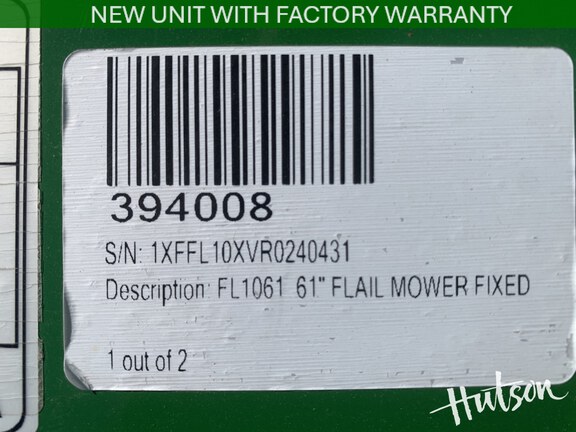 NEW UNIT WITH FACTORY WARRANTY
394008
S/N: 1XFFL10XVR0240431
Description: FL1061 61" FLAIL MOWER FIXED
1 out of 2
Hutson